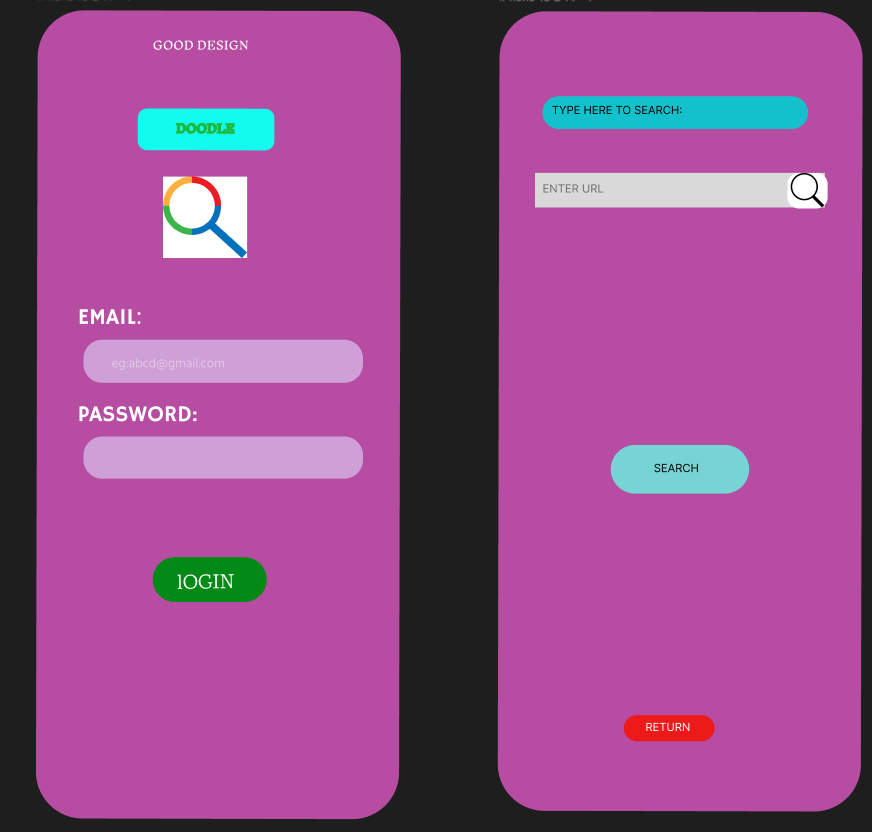 GOOD DESIGN
DOODLE
EMAIL:
eg:abcd@gmail.com
PASSWORD:
lOGIN
TYPE HERE TO SEARCH:
ENTER URL
SEARCH
RETURN